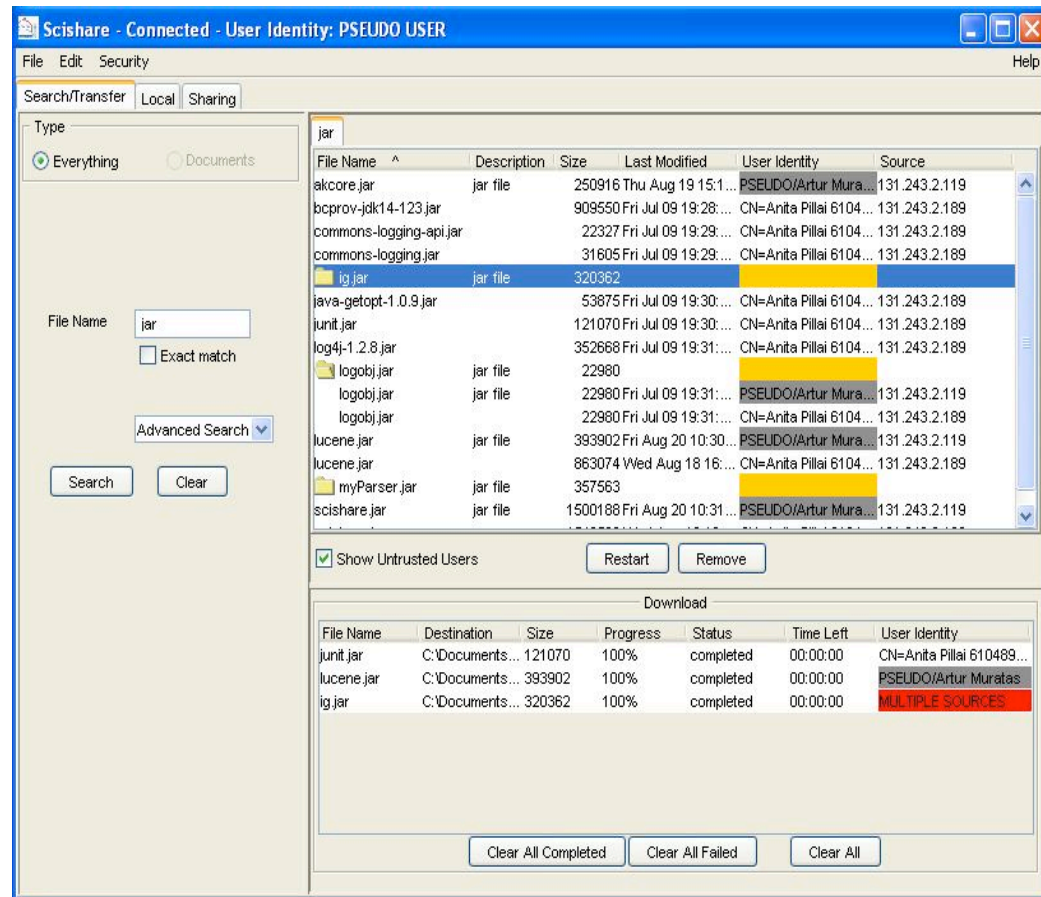 Scishare - Connected - User Identity: PSEUDO USER
File Edit Security Help
Search/Transfer Local Sharing
Type
Everything Documents
File Name jar
Exact match
Advanced Search
Search Clear
jar
File Name ^ Description Size Last Modified User Identity Source
akcore.jar jar file 250916 Thu Aug 19 15:1... PSEUDO/Artur Mura... 131.243.2.119
bcprov-jdk14-123.jar 909550 Fri Jul 09 19:28:... CN=Anita Pillai 6104... 131.243.2.189
commons-logging-api.jar 22327 Fri Jul 09 19:29:... CN=Anita Pillai 6104... 131.243.2.189
commons-logging.jar 31605 Fri Jul 09 19:29:... CN=Anita Pillai 6104... 131.243.2.189
ig.jar jar file 320362
java-getopt-1.0.9.jar 53875 Fri Jul 09 19:30:... CN=Anita Pillai 6104... 131.243.2.189
junit.jar 121070 Fri Jul 09 19:30:... CN=Anita Pillai 6104... 131.243.2.189
log4j-1.2.8.jar 352668 Fri Jul 09 19:31:... CN=Anita Pillai 6104... 131.243.2.189
logobj.jar jar file 22980
logobj.jar jar file 22980 Fri Jul 09 19:31:... PSEUDO/Artur Mura... 131.243.2.119
logobj.jar 22980 Fri Jul 09 19:31:... CN=Anita Pillai 6104... 131.243.2.189
lucene.jar jar file 393902 Fri Aug 20 10:30... PSEUDO/Artur Mura... 131.243.2.119
lucene.jar 863074 Wed Aug 18 16:... CN=Anita Pillai 6104... 131.243.2.189
myParser.jar jar file 357563
scishare.jar jar file 1500188 Fri Aug 20 10:31... PSEUDO/Artur Mura... 131.243.2.119
Show Untrusted Users Restart Remove
Download
File Name Destination Size Progress Status Time Left User Identity
junit.jar C:\Documents... 121070 100% completed 00:00:00 CN=Anita Pillai 610489...
lucene.jar C:\Documents... 393902 100% completed 00:00:00 PSEUDO/Artur Muratas
ig.jar C:\Documents... 320362 100% completed 00:00:00 MULTIPLE SOURCES
Clear All Completed Clear All Failed Clear All